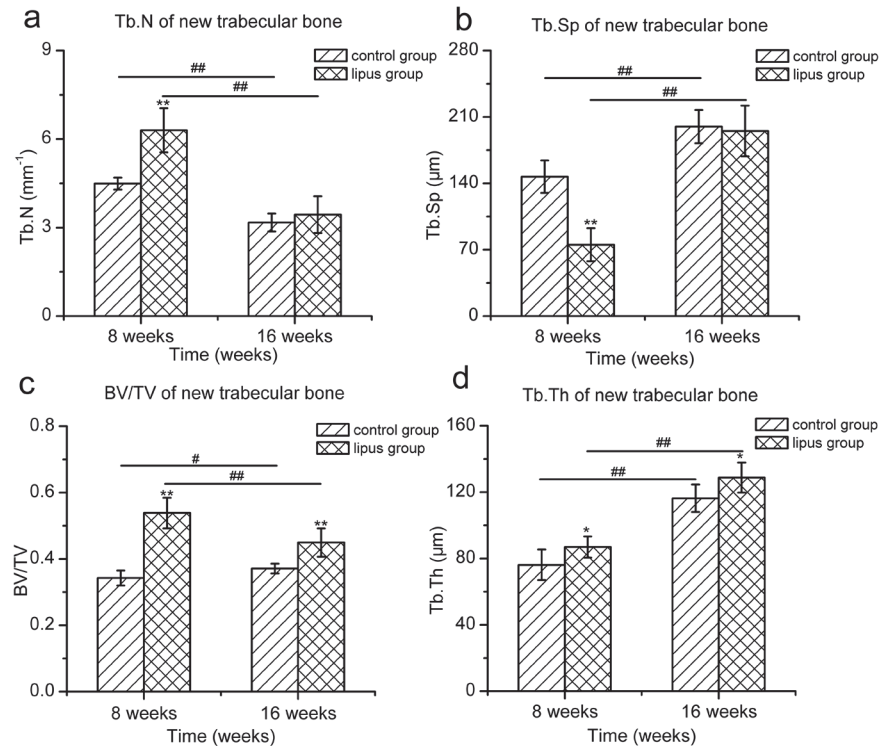 a
Tb.N of new trabecular bone
control group
lipus group
##
##
**
9
6
3
0
Tb.N (mm⁻¹)
8 weeks
16 weeks
Time (weeks)
b
Tb.Sp of new trabecular bone
control group
lipus group
##
##
**
280
210
140
70
0
Tb.Sp (µm)
8 weeks
16 weeks
Time (weeks)
c
BV/TV of new trabecular bone
control group
lipus group
#
##
**
**
0.8
0.6
0.4
0.2
0.0
BV/TV
8 weeks
16 weeks
Time (weeks)
d
Tb.Th of new trabecular bone
control group
lipus group
##
##
*
*
160
120
80
40
0
Tb.Th (µm)
8 weeks
16 weeks
Time (weeks)